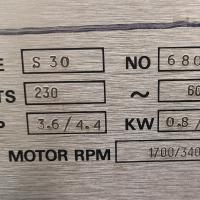 E S 30 NO 680
TS 230 ~ 60
P 3.6/4.4 KW 0.8/
MOTOR RPM 1700/340